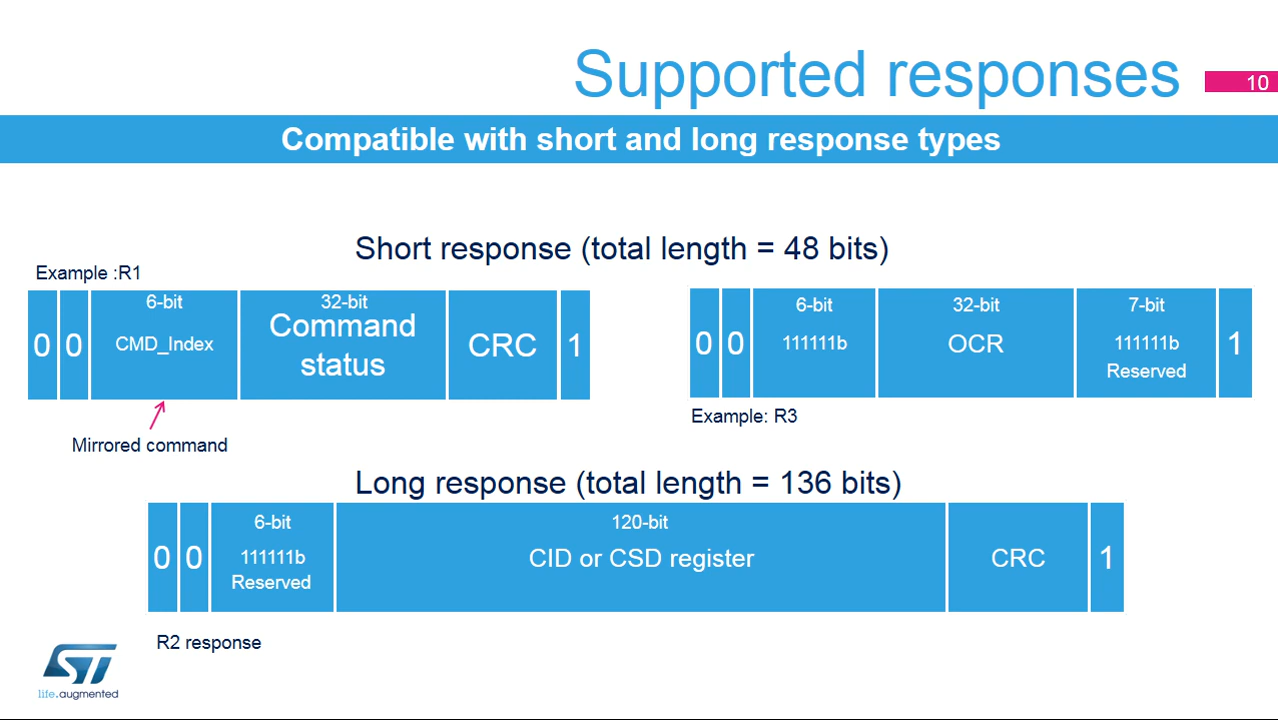 Supported responses
10
Compatible with short and long response types
Short response (total length = 48 bits)
Example :R1
0 0 6-bit CMD_Index 32-bit Command status CRC 1
Mirrored command
0 0 6-bit 111111b 32-bit OCR 7-bit 111111b Reserved 1
Example: R3
Long response (total length = 136 bits)
0 0 6-bit 111111b Reserved 120-bit CID or CSD register CRC 1
R2 response
ST
life.augmented